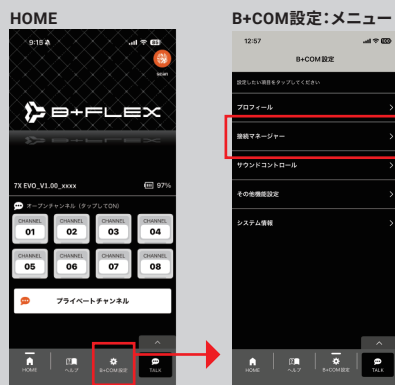 HOME
9:15
scan
B+FLEX
7X EVO_V1.00_xxxx
97%
オープンチャンネル（タップしてON）
CHANNEL CHANNEL CHANNEL CHANNEL
01 02 03 04
CHANNEL CHANNEL CHANNEL CHANNEL
05 06 07 08
プライベートチャンネル
HOME ヘルプ B+COM設定 TALK
B+COM設定：メニュー
12:57
100
B+COM設定
設定したい項目をタップしてください
プロフィール
接続マネージャー
サウンドコントロール
その他機能設定
システム情報
HOME ヘルプ B+COM設定 TALK